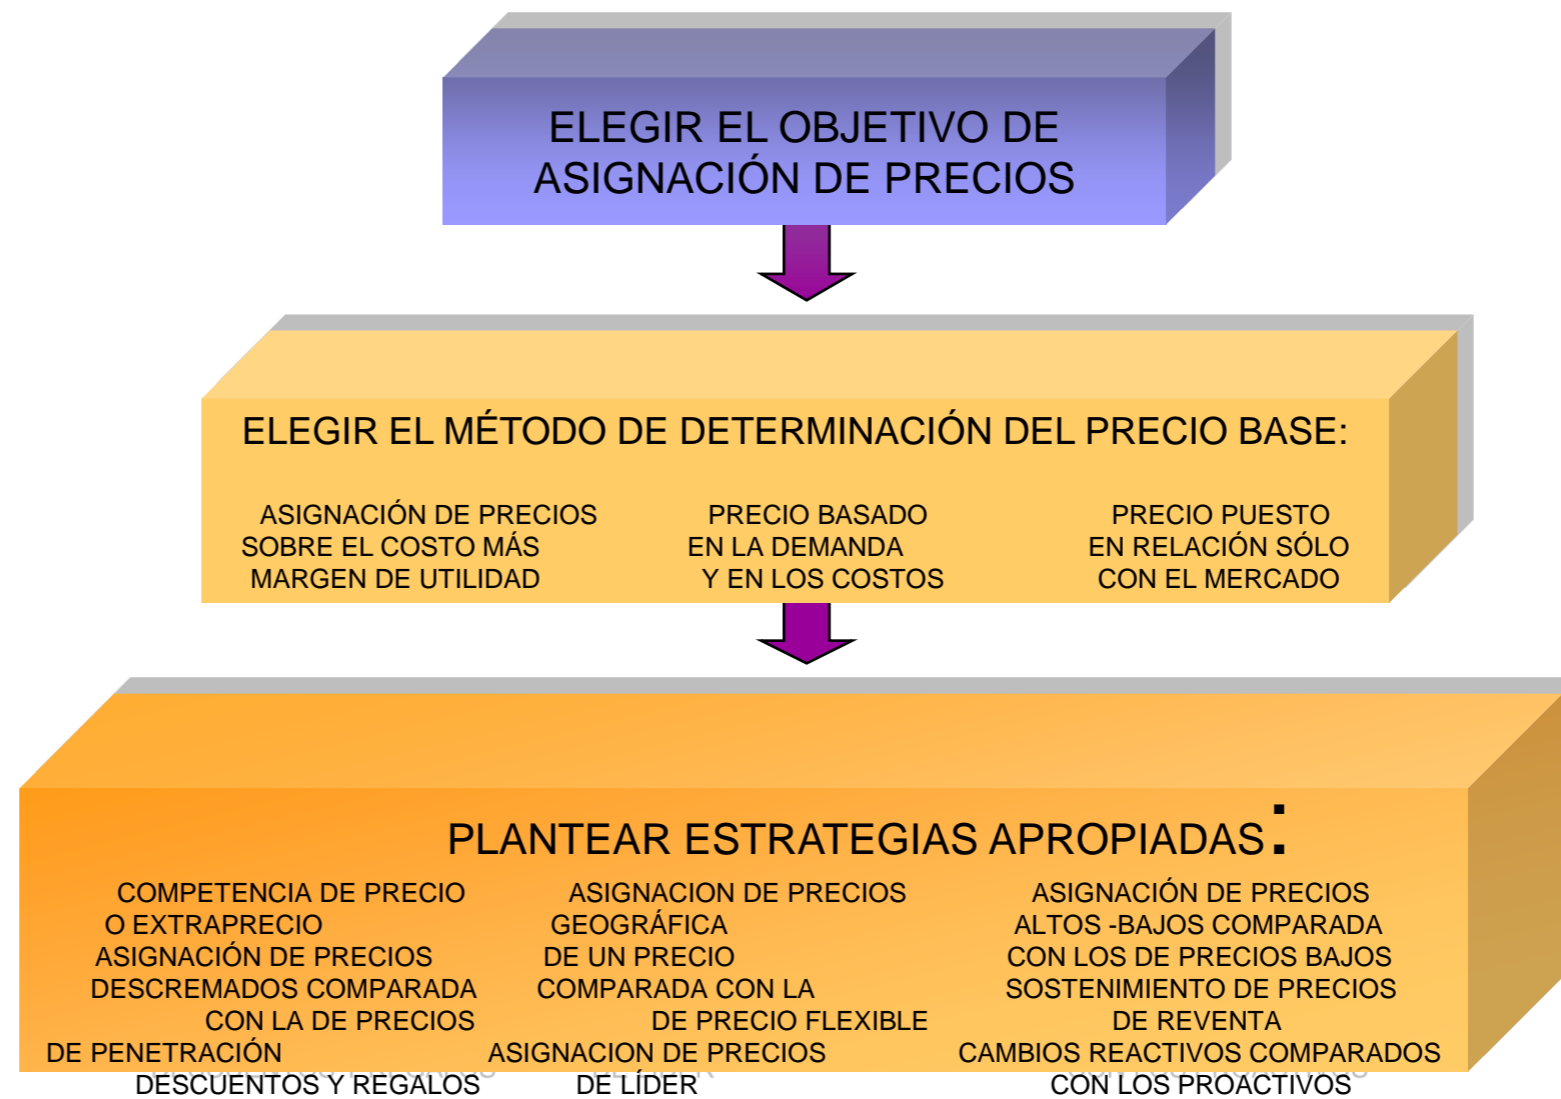 ELEGIR EL OBJETIVO DE
ASIGNACIÓN DE PRECIOS
ELEGIR EL MÉTODO DE DETERMINACIÓN DEL PRECIO BASE:
ASIGNACIÓN DE PRECIOS
SOBRE EL COSTO MÁS
MARGEN DE UTILIDAD
PRECIO BASADO
EN LA DEMANDA
Y EN LOS COSTOS
PRECIO PUESTO
EN RELACIÓN SÓLO
CON EL MERCADO
PLANTEAR ESTRATEGIAS APROPIADAS:
COMPETENCIA DE PRECIO
O EXTRAPRECIO
ASIGNACIÓN DE PRECIOS
DESCREMADOS COMPARADA
CON LA DE PRECIOS
DE PENETRACIÓN
DESCUENTOS Y REGALOS
ASIGNACION DE PRECIOS
GEOGRÁFICA
DE UN PRECIO
COMPARADA CON LA
DE PRECIO FLEXIBLE
ASIGNACION DE PRECIOS
DE LÍDER
ASIGNACIÓN DE PRECIOS
ALTOS -BAJOS COMPARADA
CON LOS DE PRECIOS BAJOS
SOSTENIMIENTO DE PRECIOS
DE REVENTA
CAMBIOS REACTIVOS COMPARADOS
CON LOS PROACTIVOS